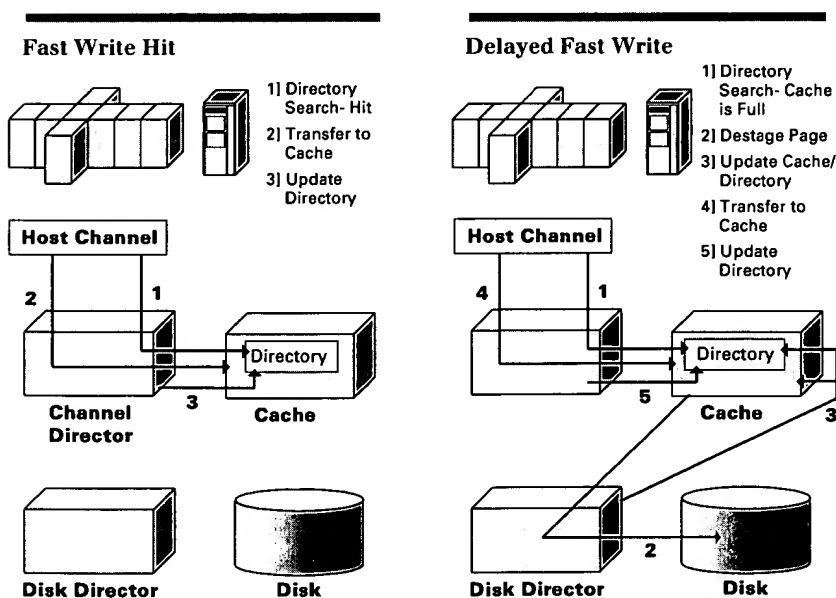 Fast Write Hit
1] Directory
Search- Hit
2] Transfer to
Cache
3] Update
Directory
Host Channel
2
1
Directory
3
Channel
Director
Cache
Disk Director
Disk
Delayed Fast Write
1] Directory
Search- Cache
is Full
2] Destage Page
3] Update Cache/
Directory
4] Transfer to
Cache
5] Update
Directory
Host Channel
4
1
Directory
5
Cache
3
2
Disk Director
Disk